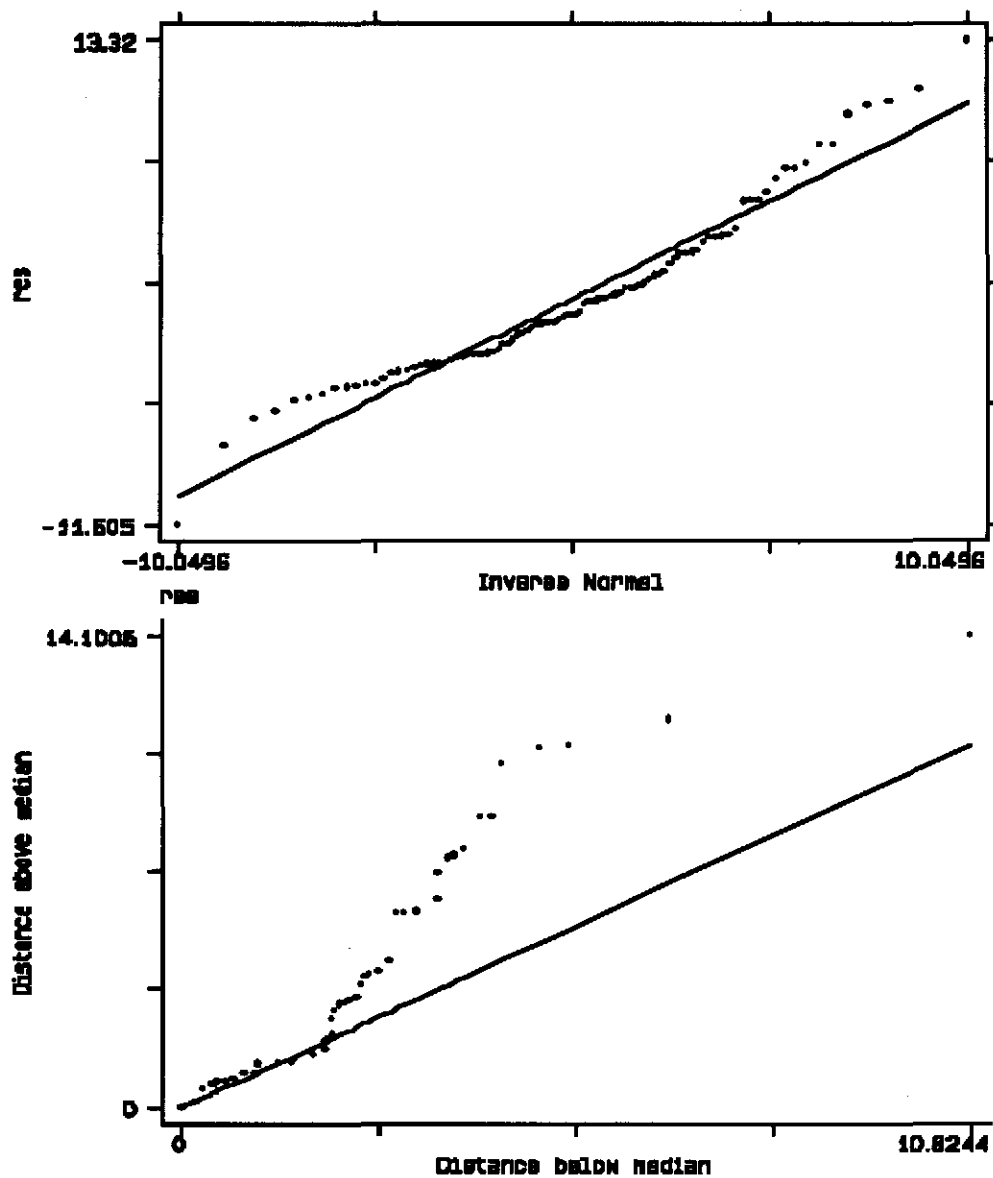 13.32
res
-11.605
-10.0496
10.0496
Inverse Normal
res
14.1006
Distance above median
0
0
10.8244
Distance below median